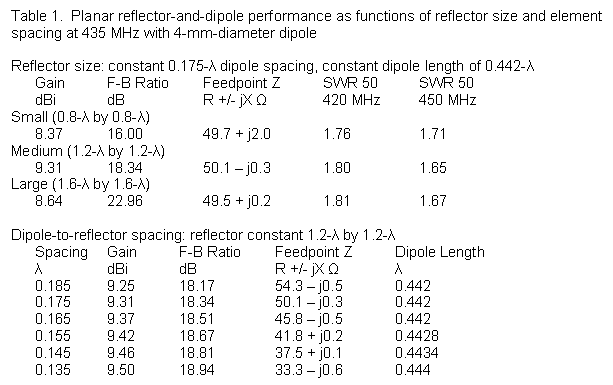 Table 1.  Planar reflector-and-dipole performance as functions of reflector size and element
spacing at 435 MHz with 4-mm-diameter dipole
Reflector size: constant 0.175-λ dipole spacing, constant dipole length of 0.442-λ
Gain F-B Ratio Feedpoint Z SWR 50 SWR 50
dBi dB R +/- jX Ω 420 MHz 450 MHz
Small (0.8-λ by 0.8-λ)
8.37 16.00 49.7 + j2.0 1.76 1.71
Medium (1.2-λ by 1.2-λ)
9.31 18.34 50.1 – j0.3 1.80 1.65
Large (1.6-λ by 1.6-λ)
8.64 22.96 49.5 + j0.2 1.81 1.67
Dipole-to-reflector spacing: reflector constant 1.2-λ by 1.2-λ
Spacing Gain F-B Ratio Feedpoint Z Dipole Length
λ dBi dB R +/- jX Ω λ
0.185 9.25 18.17 54.3 – j0.5 0.442
0.175 9.31 18.34 50.1 – j0.3 0.442
0.165 9.37 18.51 45.8 – j0.5 0.442
0.155 9.42 18.67 41.8 + j0.2 0.4428
0.145 9.46 18.81 37.5 + j0.1 0.4434
0.135 9.50 18.94 33.3 – j0.6 0.444